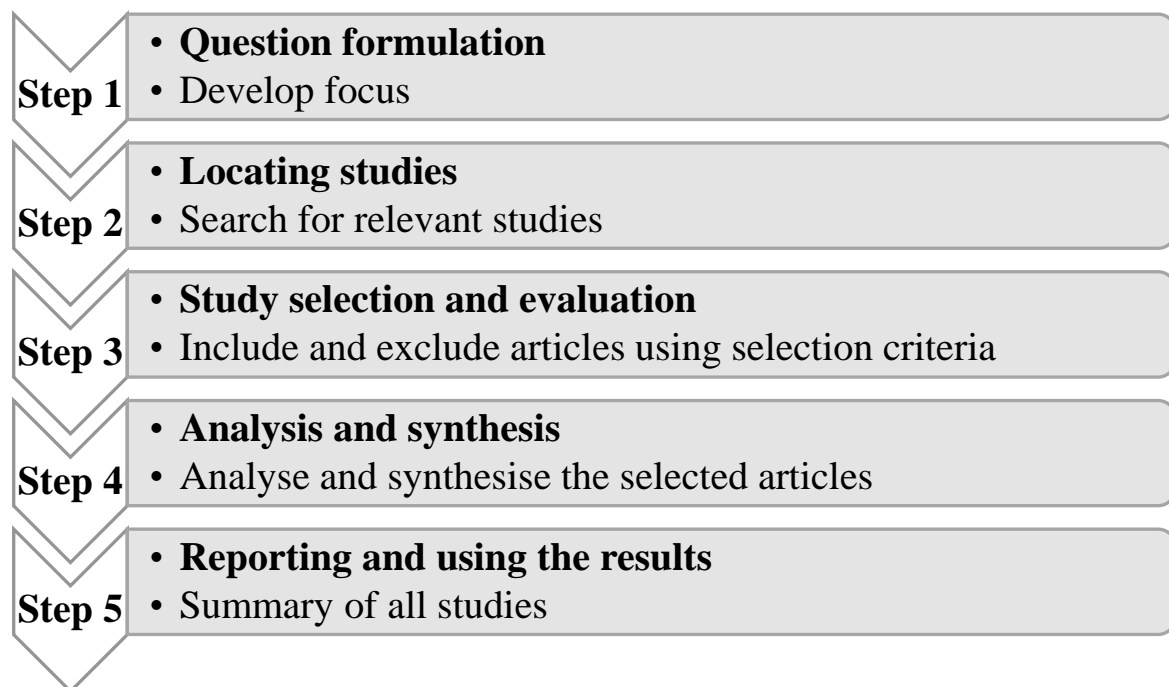 Step 1
• Question formulation
• Develop focus
Step 2
• Locating studies
• Search for relevant studies
Step 3
• Study selection and evaluation
• Include and exclude articles using selection criteria
Step 4
• Analysis and synthesis
• Analyse and synthesise the selected articles
Step 5
• Reporting and using the results
• Summary of all studies